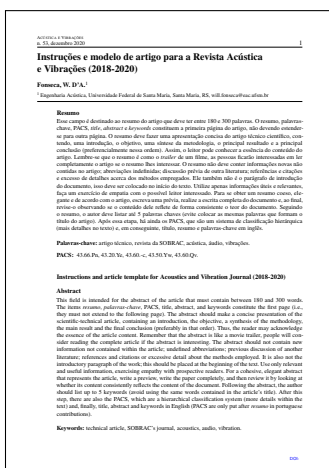 ACÚSTICA E VIBRAÇÕES
n. 53, dezembro 2020
1
Instruções e modelo de artigo para a Revista Acústica
e Vibrações (2018-2020)
Fonseca, W. D'A.¹
¹ Engenharia Acústica, Universidade Federal de Santa Maria, Santa Maria, RS, will.fonseca@eac.ufsm.br
Resumo
Esse campo é destinado ao resumo do artigo que deve ter entre 180 e 300 palavras. O resumo, palavras-
chave, PACS, title, abstract e keywords constituem a primeira página do artigo, não devendo estender-
se para outra página. O resumo deve fazer uma apresentação concisa do artigo técnico científico, con-
tendo, uma introdução, o objetivo, uma síntese da metodologia, o principal resultado e a principal
conclusão (preferencialmente nessa ordem). Assim, o leitor pode conhecer a essência do conteúdo do
artigo. Lembre-se que o resumo é como o trailer de um filme, as pessoas ficarão interessadas em ler
completamente o artigo se o resumo lhes interessar. O resumo não deve conter informações novas não
contidas no artigo; abreviações indefinidas; discussão prévia de outra literatura; referências e citações
e excesso de detalhes acerca dos métodos empregados. Ele também não é o parágrafo de introdução
do documento, isso deve ser colocado no início do texto. Utilize apenas informações úteis e relevantes,
faça um exercício de empatia com o possível leitor interessado. Para se obter um resumo coeso, ele-
gante e de acordo com o artigo, escreva uma prévia, realize a escrita completa do documento e, ao final,
revise-o observando se o conteúdo dele reflete de forma consistente o teor do documento. Seguindo
o resumo, o autor deve listar até 5 palavras chaves (evite colocar as mesmas palavras que formam o
título do artigo). Após essa etapa, há ainda os PACS, que são um sistema de classificação hierárquica
(mais detalhes no texto) e, em conseguinte, título, resumo e palavras-chave em inglês.
Palavras-chave: artigo técnico, revista da SOBRAC, acústica, áudio, vibrações.
PACS: 43.66.Pn, 43.20.Ye, 43.60.-c, 43.50.Yw, 43.60.Qv.
Instructions and article template for Acoustics and Vibration Journal (2018-2020)
Abstract
This field is intended for the abstract of the article that must contain between 180 and 300 words.
The items resumo, palavras-chave, PACS, title, abstract, and keywords, constitute the first page (i.e.,
they must not extend to the following page). The abstract should make a concise presentation of the
scientific-technical article, containing an introduction, the objective, a synthesis of the methodology,
the main result and the final conclusion (preferably in that order). Thus, the reader may acknowledge
the essence of the article content. Remember that the abstract is like a movie trailer, people will con-
sider reading the complete article if the abstract is interesting. The abstract should not contain new
information not contained within the article; undefined abbreviations; previous discussion of another
literature; references and citations or excessive detail about the methods employed. It is also not the
introductory paragraph of the work; this should be placed at the beginning of the text. Use only relevant
and useful information, exercising empathy with prospective readers. For a cohesive, elegant abstract
that represents the article, write a preview, write the paper completely, and then review it by looking at
whether its content consistently reflects the content of the document. Following the abstract, the author
should list up to 5 keywords (avoid using the same words contained in the article's title). After this
step, there are also the PACS, which are a hierarchical classification system (more details within the
text) and, finally, title, abstract and keywords in English (PACS are only put after resumo in portuguese
contributions).
Keywords: technical article, SOBRAC's journal, acoustics, audio, vibration.
DOI: